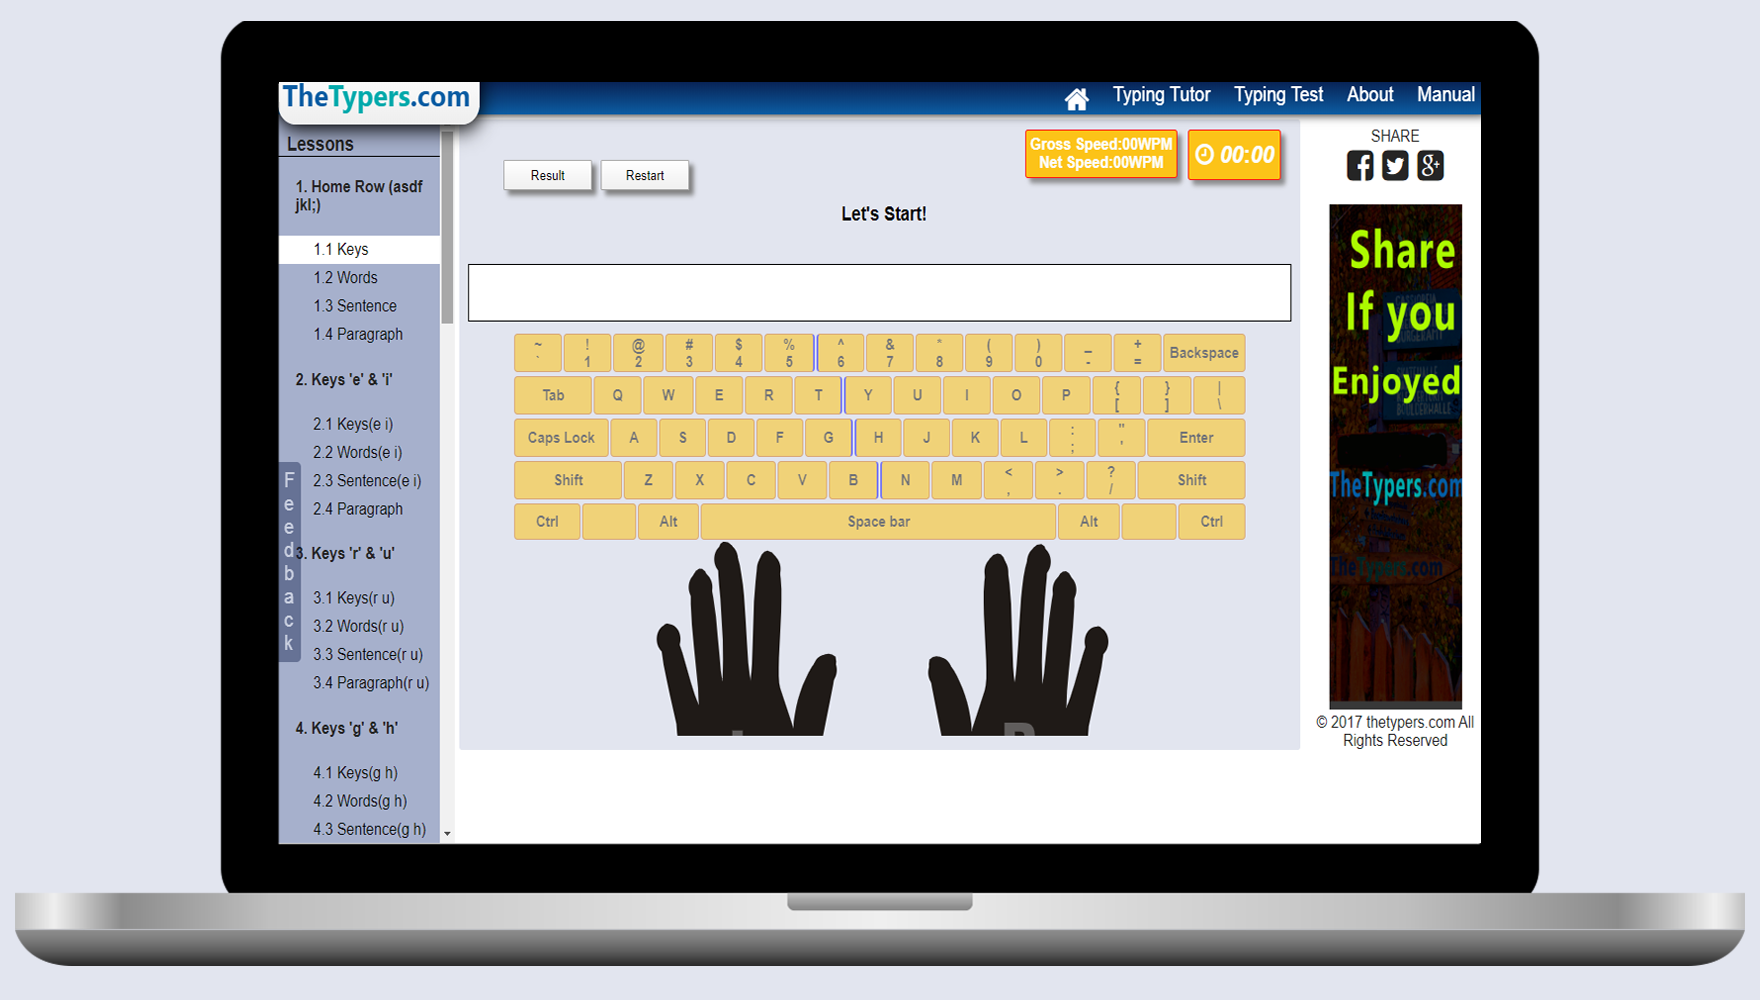 TheTypers.com
Typing Tutor
Typing Test
About
Manual
Lessons
1. Home Row (asdf
jkl;)
1.1 Keys
1.2 Words
1.3 Sentence
1.4 Paragraph
2. Keys 'e' & 'i'
2.1 Keys(e i)
2.2 Words(e i)
2.3 Sentence(e i)
2.4 Paragraph
3. Keys 'r' & 'u'
3.1 Keys(r u)
3.2 Words(r u)
3.3 Sentence(r u)
3.4 Paragraph(r u)
4. Keys 'g' & 'h'
4.1 Keys(g h)
4.2 Words(g h)
4.3 Sentence(g h)
Feedback
Result
Restart
Gross Speed:00WPM
Net Speed:00WPM
00:00
Let's Start!
~ ! @ # $ % ^ & * ( ) _ +
` 1 2 3 4 5 6 7 8 9 0 - = Backspace
Tab Q W E R T Y U I O P { } |
[ ] \
Caps Lock A S D F G H J K L : " Enter
; '
Shift Z X C V B N M < > ? Shift
, . /
Ctrl Alt Space bar Alt Ctrl
SHARE
Share
If you
Enjoyed
TheTypers.com
TheTypers.com
© 2017 thetypers.com All
Rights Reserved